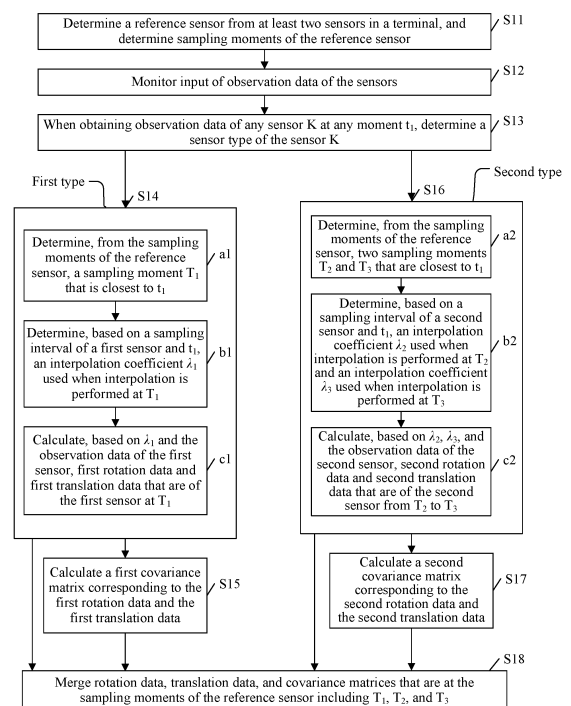 Determine a reference sensor from at least two sensors in a terminal, and
determine sampling moments of the reference sensor
S11
Monitor input of observation data of the sensors
S12
When obtaining observation data of any sensor K at any moment t₁, determine a
sensor type of the sensor K
S13
First type
S14
Second type
S16
Determine, from the sampling
moments of the reference
sensor, a sampling moment T₁
that is closest to t₁
a1
Determine, based on a sampling
interval of a first sensor and t₁,
an interpolation coefficient λ₁
used when interpolation is
performed at T₁
b1
Calculate, based on λ₁ and the
observation data of the first
sensor, first rotation data and
first translation data that are of
the first sensor at T₁
c1
Determine, from the sampling
moments of the reference
sensor, two sampling moments
T₂ and T₃ that are closest to t₁
a2
Determine, based on a
sampling interval of a second
sensor and t₁, an interpolation
coefficient λ₂ used when
interpolation is performed at T₂
and an interpolation coefficient
λ₃ used when interpolation is
performed at T₃
b2
Calculate, based on λ₂, λ₃, and
the observation data of the
second sensor, second rotation
data and second translation
data that are of the second
sensor from T₂ to T₃
c2
Calculate a first covariance
matrix corresponding to the
first rotation data and the
first translation data
S15
Calculate a second
covariance matrix
corresponding to the
second rotation data and
the second translation data
S17
S18
Merge rotation data, translation data, and covariance matrices that are at the
sampling moments of the reference sensor including T₁, T₂, and T₃